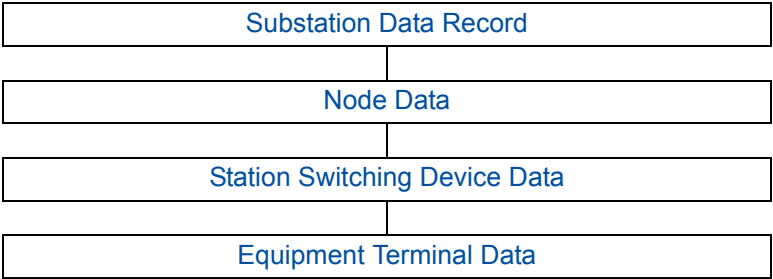 Substation Data Record
Node Data
Station Switching Device Data
Equipment Terminal Data